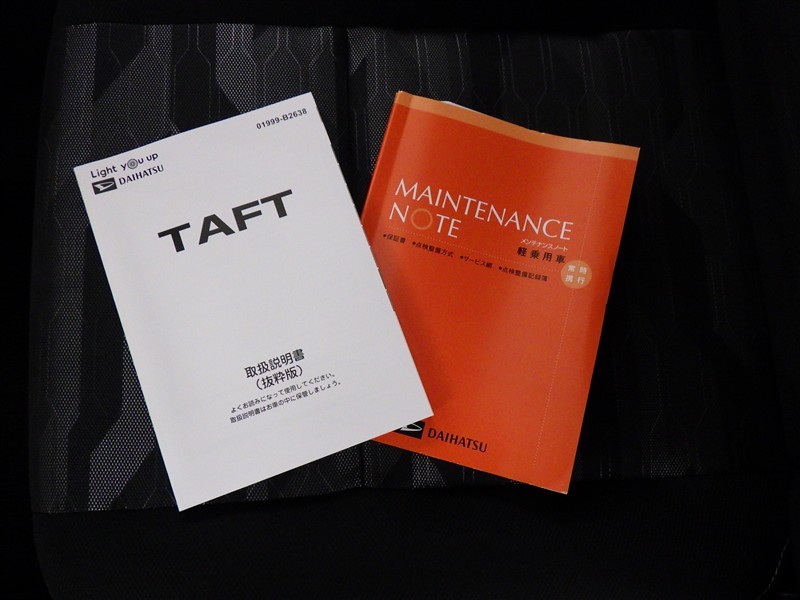 01999-B2638
Light you up
DAIHATSU
TAFT
取扱説明書
(抜粋版)
よくお読みになって使用してください。
取扱説明書はお車の中に保管しましょう。
MAINTENANCE
NOTE
メンテナンスノート
軽乗用車
●保証書 ●点検整備方式 ●サービス網 ●点検整備記録簿
常時
携行
DAIHATSU